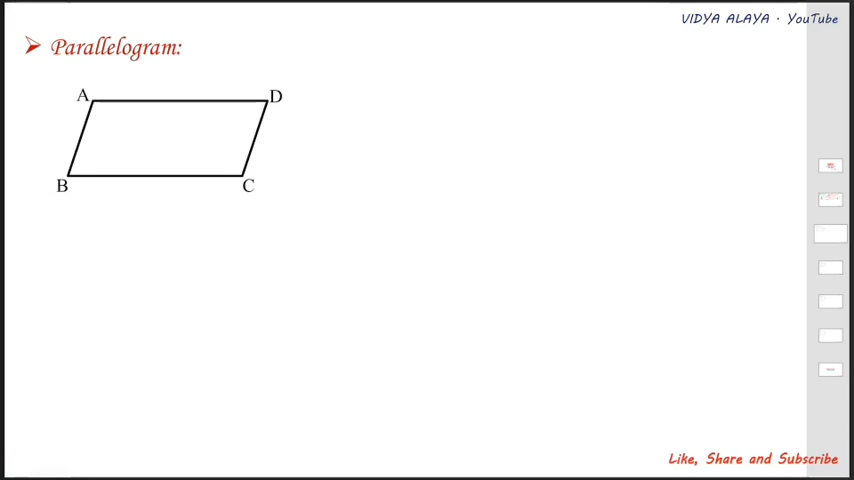 VIDYA ALAYA · YouTube
Parallelogram:
A
D
B
C
Like, Share and Subscribe